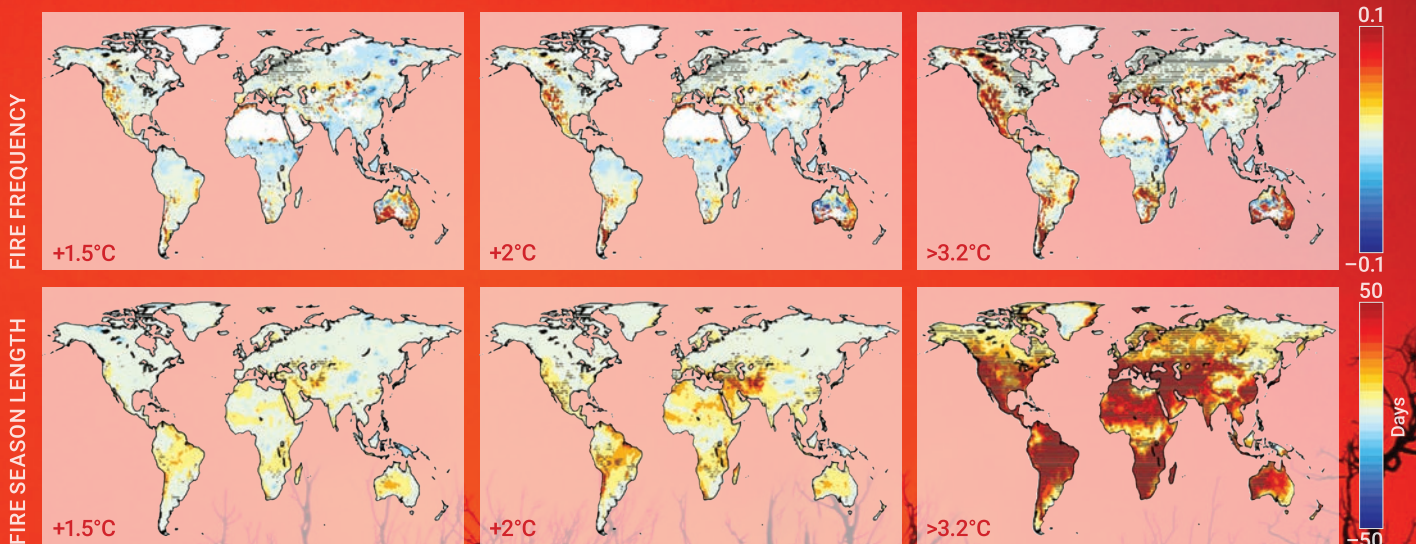 FIRE FREQUENCY
+1.5°C
+2°C
>3.2°C
0.1
−0.1
FIRE SEASON LENGTH
+1.5°C
+2°C
>3.2°C
50
Days
−50